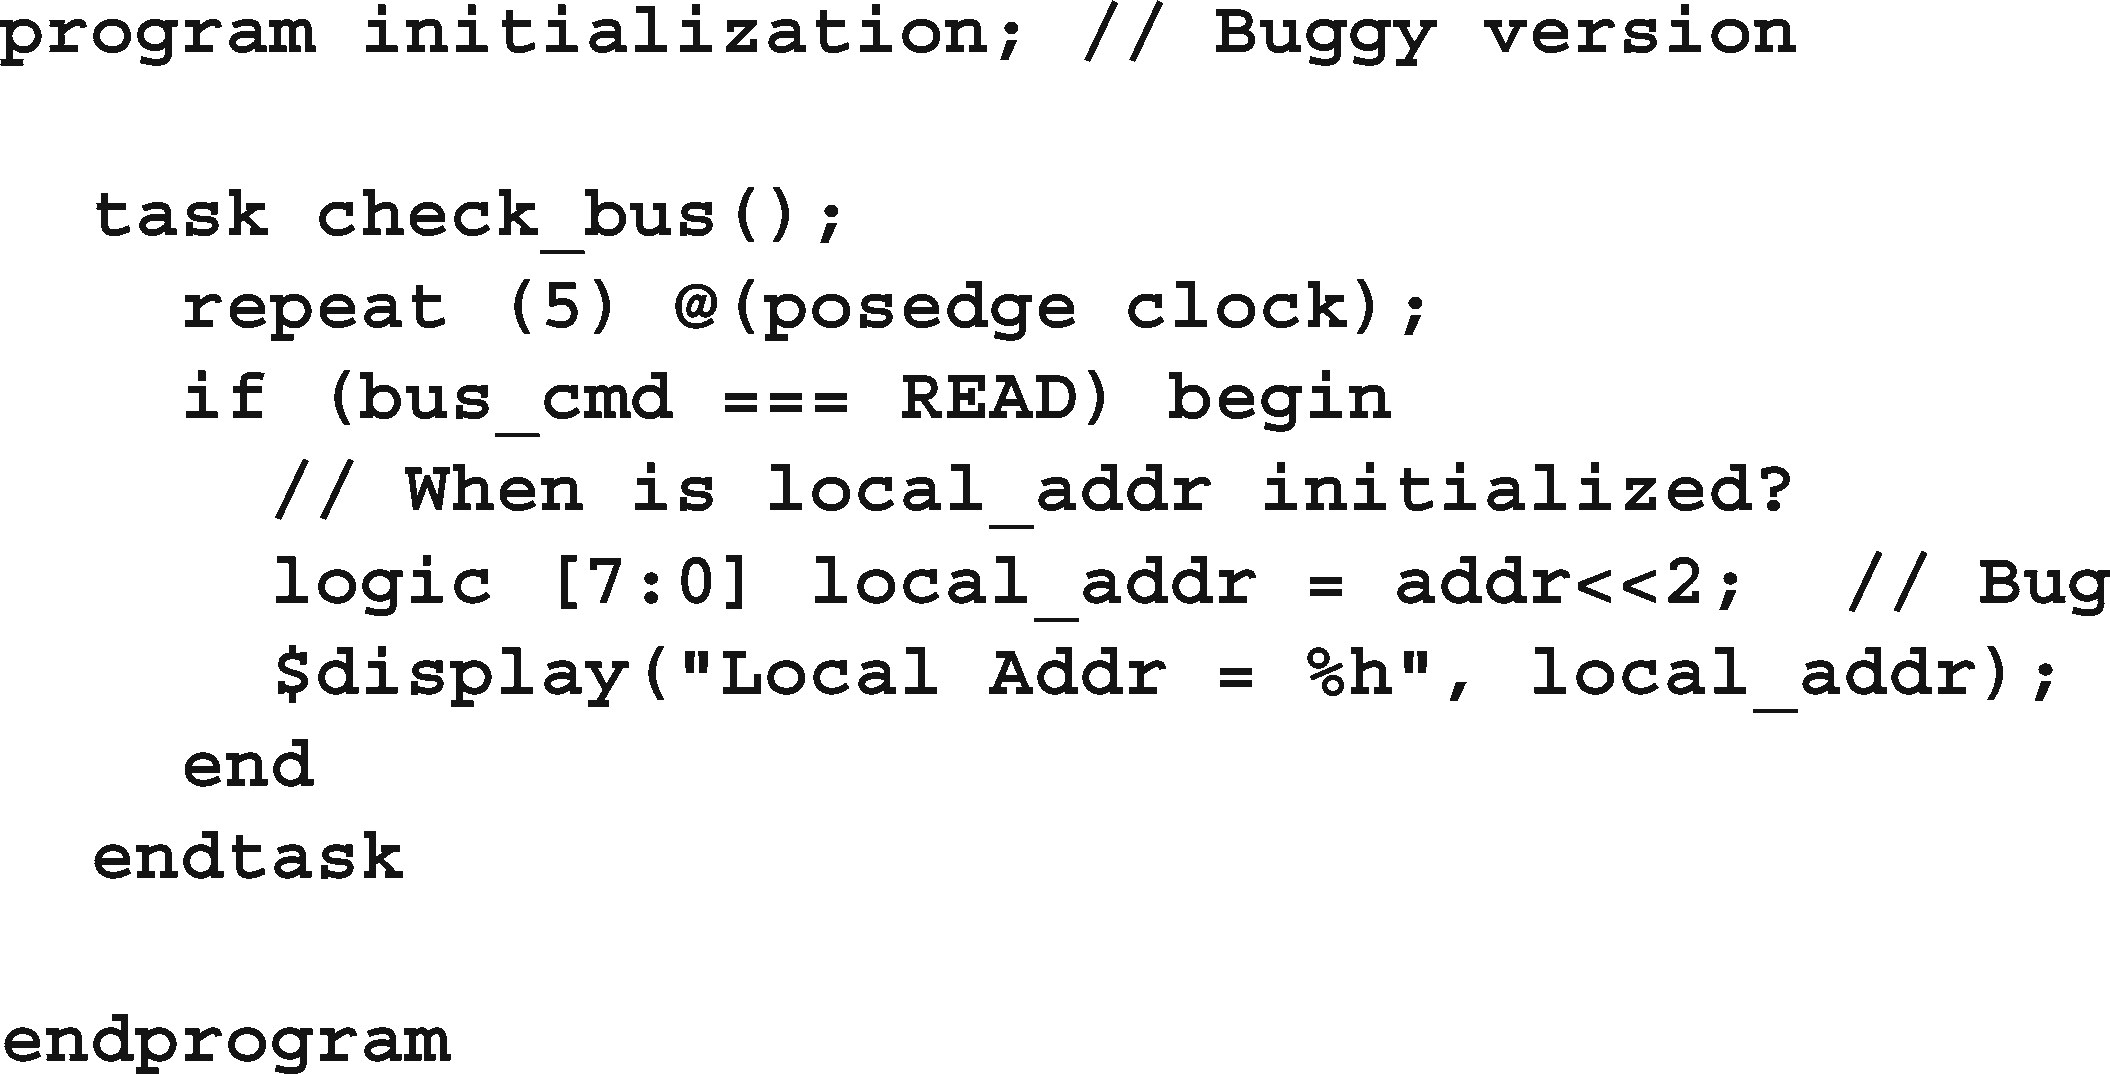 program initialization; // Buggy version
task check_bus();
repeat (5) @(posedge clock);
if (bus_cmd === READ) begin
// When is local_addr initialized?
logic [7:0] local_addr = addr<<2; // Bug
$display("Local Addr = %h", local_addr);
end
endtask
endprogram